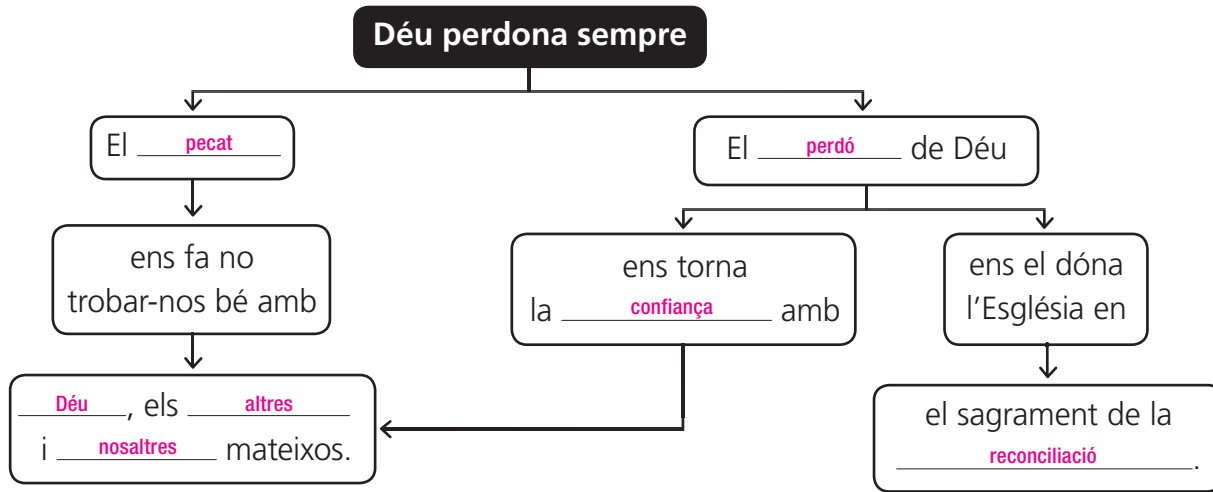 Déu perdona sempre
El pecat
El perdó de Déu
ens fa no
trobar-nos bé amb
ens torna
la confiança amb
ens el dóna
l'Església en
Déu, els altres
i nosaltres mateixos.
el sagrament de la
reconciliació.